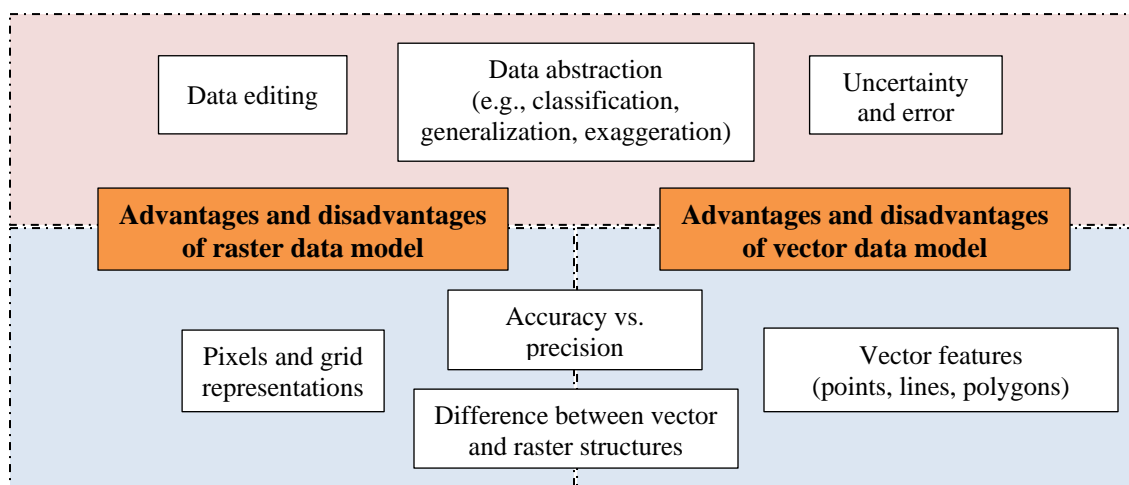 Data editing
Data abstraction
(e.g., classification,
generalization, exaggeration)
Uncertainty
and error
Advantages and disadvantages
of raster data model
Advantages and disadvantages
of vector data model
Accuracy vs.
precision
Pixels and grid
representations
Vector features
(points, lines, polygons)
Difference between vector
and raster structures